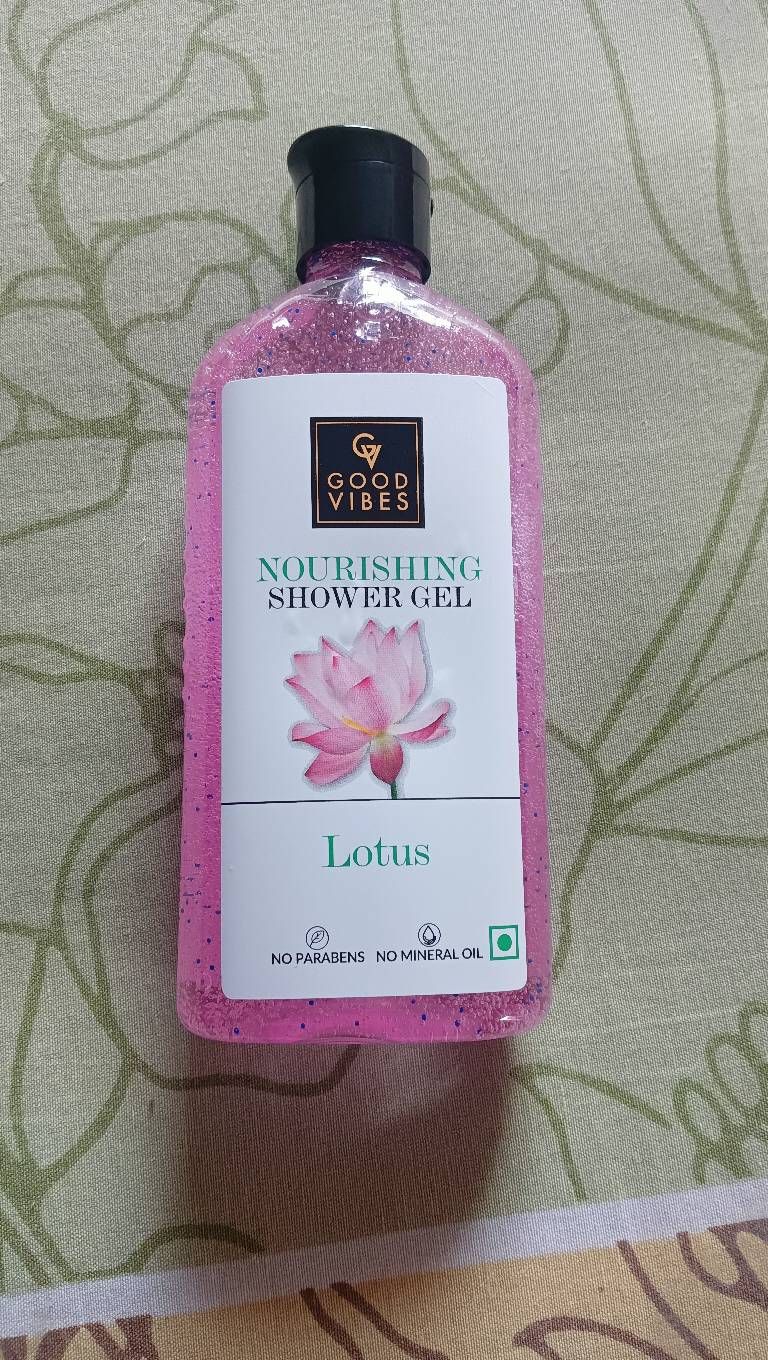 GV
GOOD
VIBES
NOURISHING
SHOWER GEL
Lotus
NO PARABENS NO MINERAL OIL